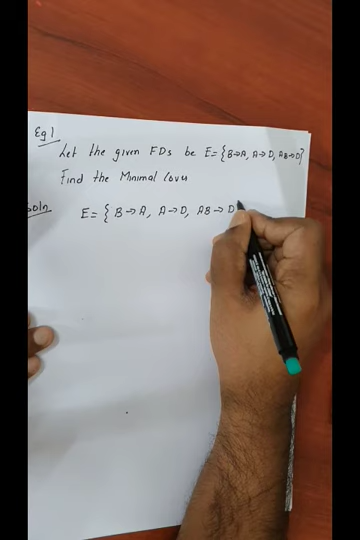 Eg 1
Let the given FDs be E = { B → A, A → D, AB → D }
Find the Minimal Cover
Soln
E = { B → A, A → D, AB → D